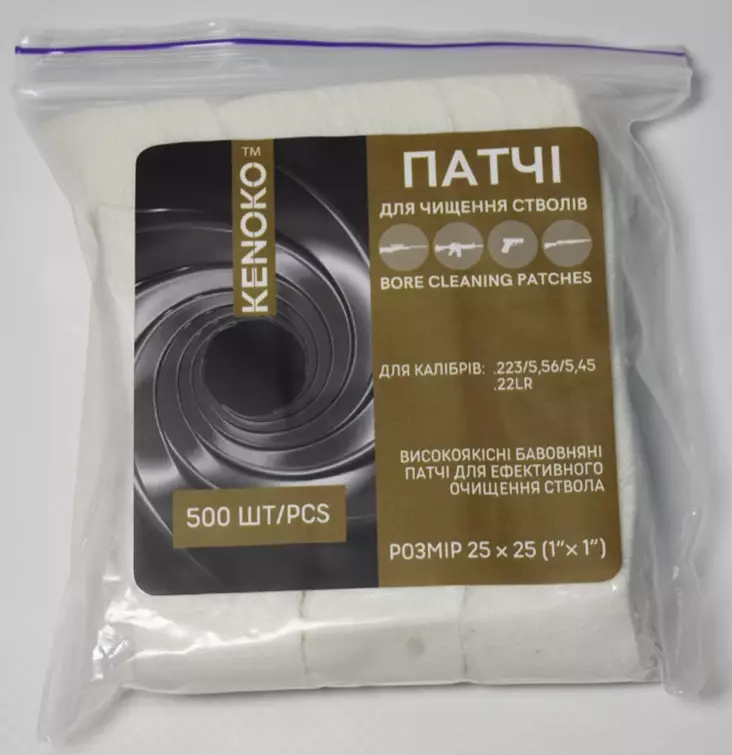 KENOKO™
ПАТЧІ
ДЛЯ ЧИЩЕННЯ СТВОЛІВ
BORE CLEANING PATCHES
ДЛЯ КАЛІБРІВ: .223/5,56/5,45
.22LR
ВИСОКОЯКІСНІ БАВОВНЯНІ
ПАТЧІ ДЛЯ ЕФЕКТИВНОГО
ОЧИЩЕННЯ СТВОЛА
500 ШТ/PCS
РОЗМІР 25 × 25 (1”× 1”)